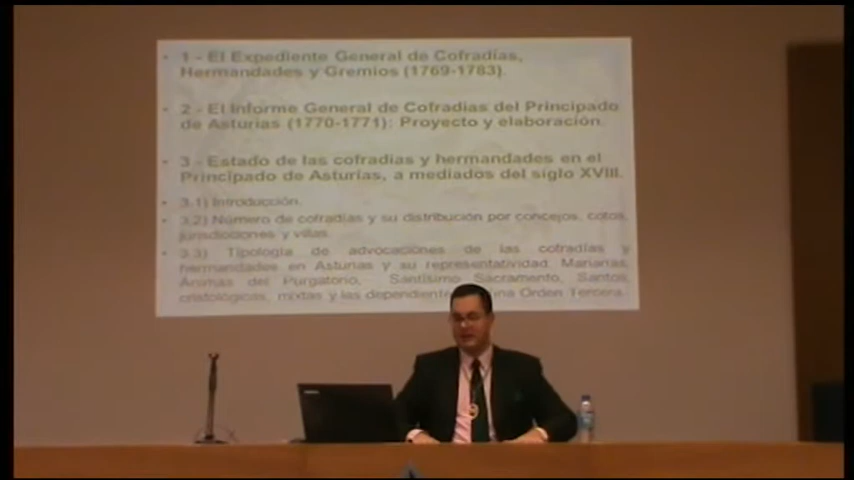 1 - El Expediente General de Cofradías,
Hermandades y Gremios (1769-1783).
2 - El Informe General de Cofradías del Principado
de Asturias (1770-1771): Proyecto y elaboración.
3 - Estado de las cofradías y hermandades en el
Principado de Asturias, a mediados del siglo XVIII.
3.1) Introducción.
3.2) Número de cofradías y su distribución por concejos, cotos,
jurisdicciones y villas.
3.3) Tipología de advocaciones de las cofradías y
hermandades en Asturias y su representatividad. Marianas,
Ánimas del Purgatorio, Santísimo Sacramento, Santos,
cristológicas, mixtas y las dependientes una Orden Tercera.